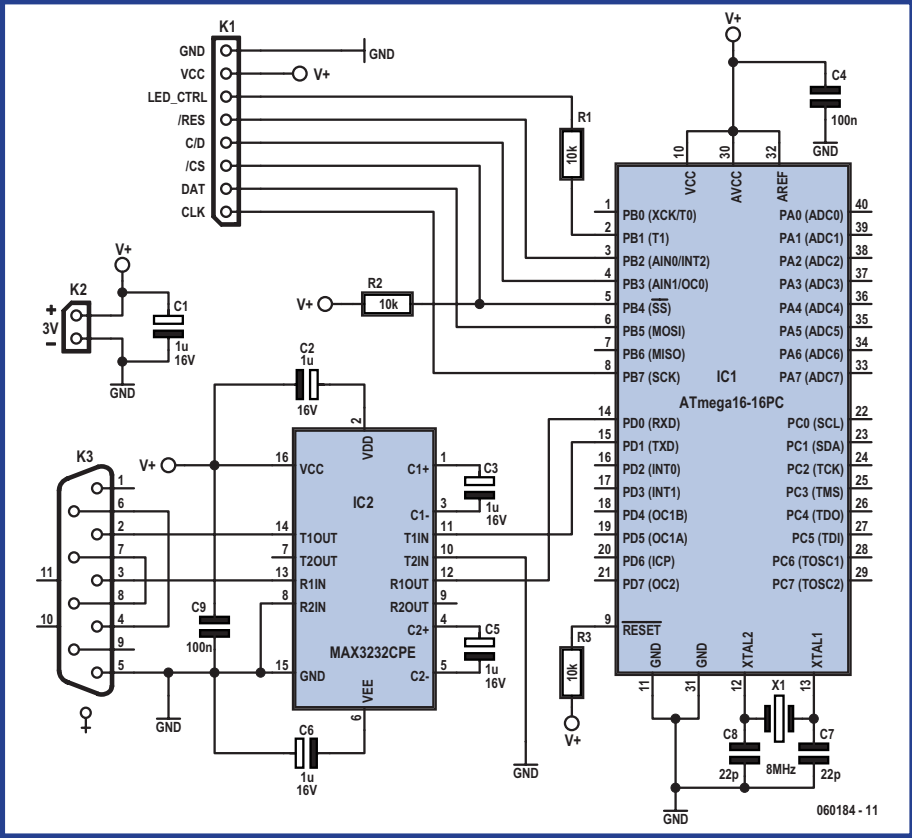 K1
GND
VCC
LED_CTRL
/RES
C/D
/CS
DAT
CLK
GND
V+
V+
C4
100n
GND
R1
10k
R2
V+
10k
V+
K2
+
3V
–
C1
1u
16V
GND
C2
1u
16V
V+
K3
1
6
2
7
3
8
4
9
5
11
10
GND
C9
100n
C6
1u
16V
2
VDD
16
VCC
IC2
14
T1OUT
7
T2OUT
13
R1IN
8
R2IN
MAX3232CPE
15
GND
VEE
6
C1+
1
C1-
3
T1IN
11
T2IN
10
R1OUT
12
R2OUT
9
C2+
4
C2-
5
C3
1u
16V
C5
1u
16V
GND
10
30
32
VCC
AVCC
AREF
1
PB0 (XCK/T0)
2
PB1 (T1)
3
PB2 (AIN0/INT2)
4
PB3 (AIN1/OC0)
5
PB4 (SS)
6
PB5 (MOSI)
7
PB6 (MISO)
8
PB7 (SCK)
IC1
ATmega16-16PC
14
PD0 (RXD)
15
PD1 (TXD)
16
PD2 (INT0)
17
PD3 (INT1)
18
PD4 (OC1B)
19
PD5 (OC1A)
20
PD6 (ICP)
21
PD7 (OC2)
9
RESET
PA0 (ADC0)
40
PA1 (ADC1)
39
PA2 (ADC2)
38
PA3 (ADC3)
37
PA4 (ADC4)
36
PA5 (ADC5)
35
PA6 (ADC6)
34
PA7 (ADC7)
33
PC0 (SCL)
22
PC1 (SDA)
23
PC2 (TCK)
24
PC3 (TMS)
25
PC4 (TDO)
26
PC5 (TDI)
27
PC6 (TOSC1)
28
PC7 (TOSC2)
29
GND
GND
XTAL2
XTAL1
11
31
12
13
R3
10k
V+
X1
8MHz
C8
22p
C7
22p
GND
060184 - 11